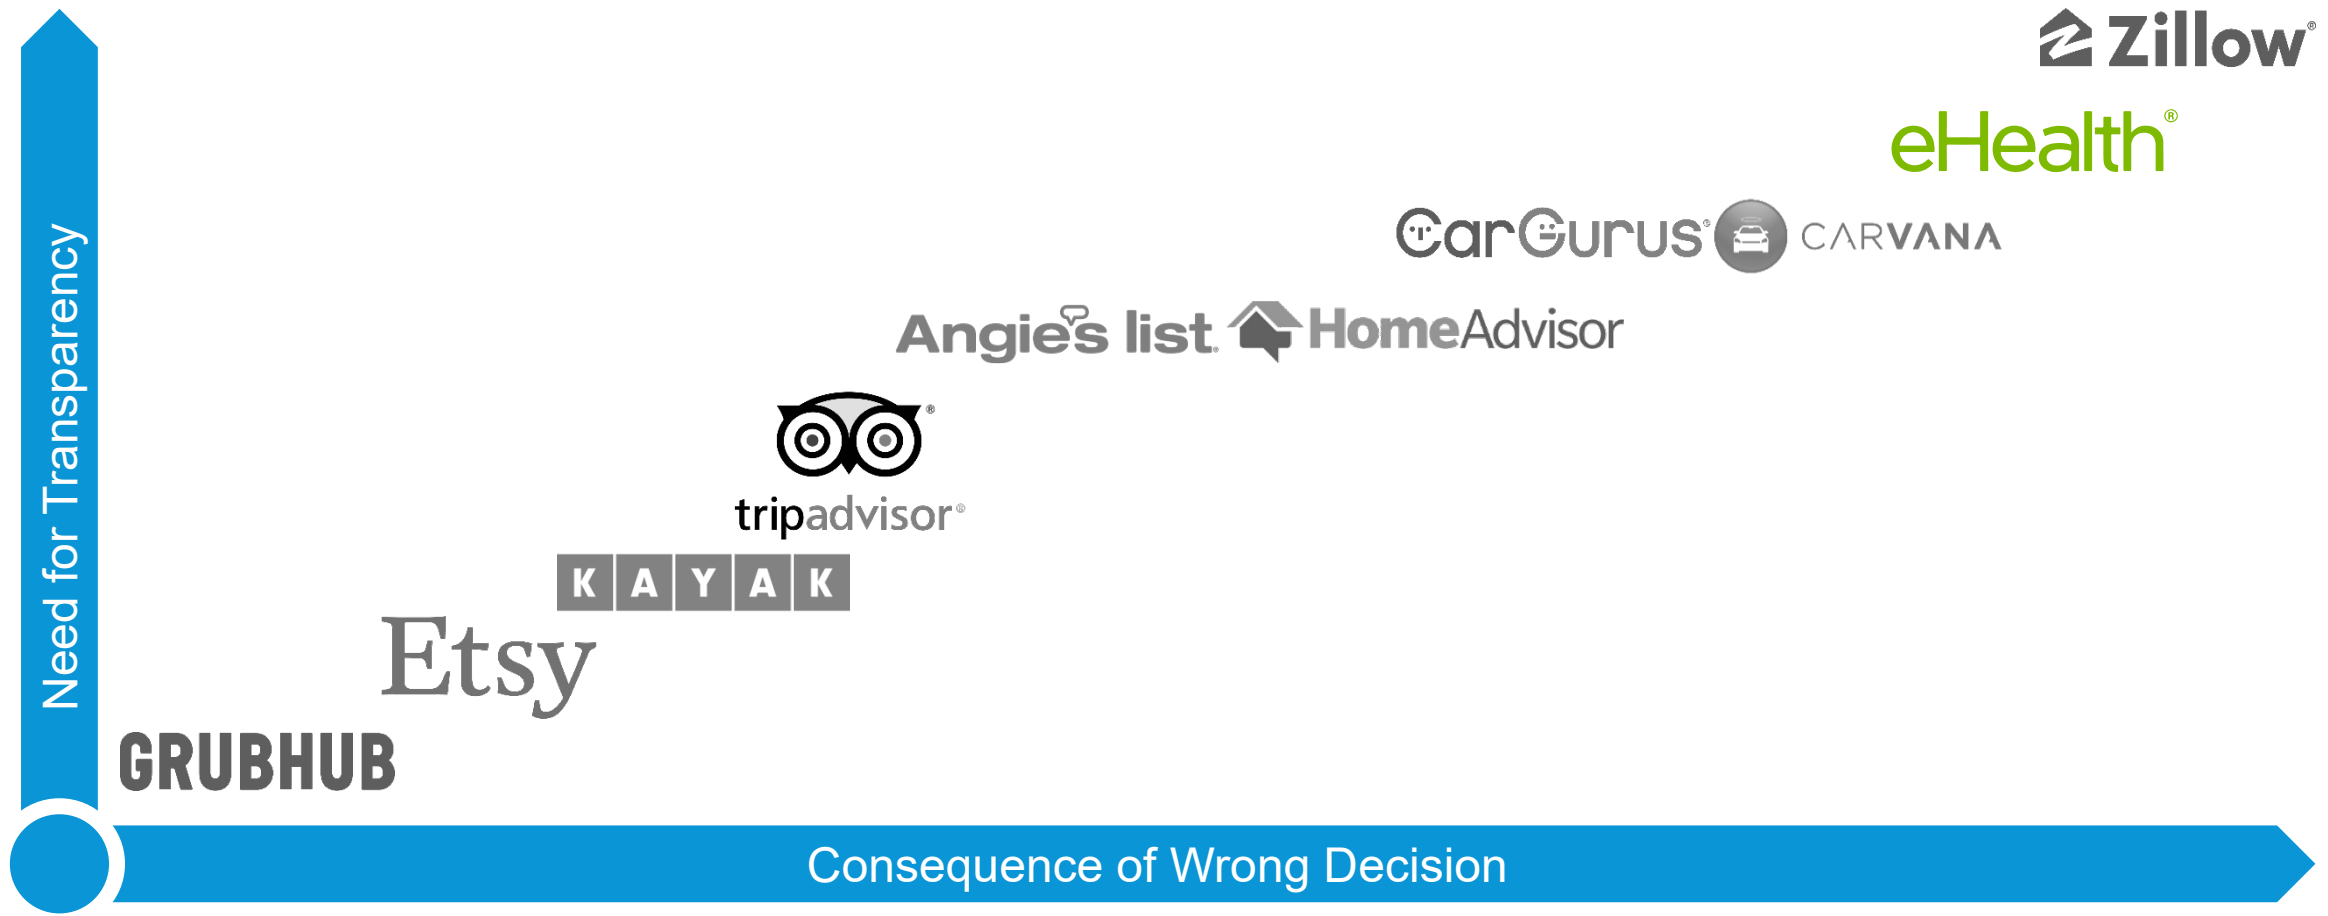 Zillow®
eHealth®
CarGurus® CARVANA
Angie's list® HomeAdvisor
tripadvisor®
KAYAK
Etsy
GRUBHUB
Need for Transparency
Consequence of Wrong Decision